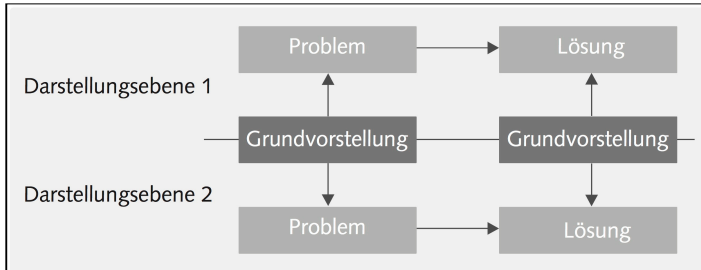 Problem Lösung
Darstellungsebene 1
Grundvorstellung Grundvorstellung
Darstellungsebene 2
Problem Lösung